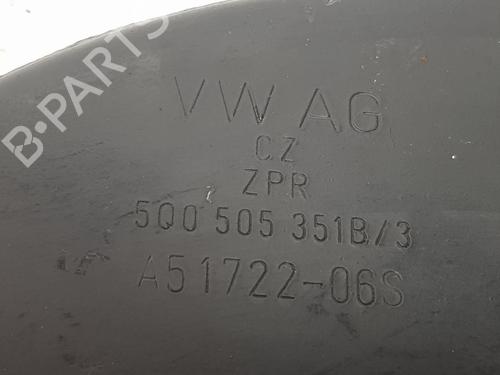 B-PARTS
VW AG
CZ
ZPR
5Q0 505 351B/3
A51722-06S